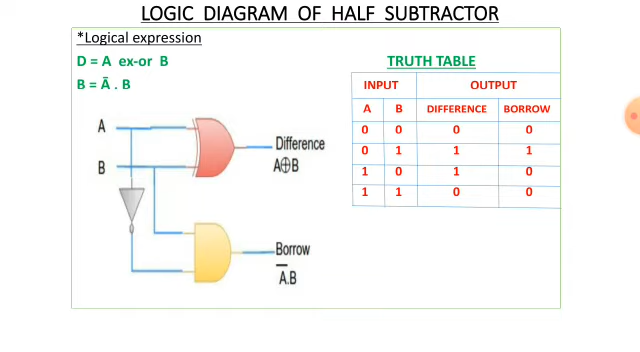 LOGIC DIAGRAM OF HALF SUBTRACTOR
*Logical expression
D = A ex-or B
B = Ā . B
TRUTH TABLE
INPUT OUTPUT
A B DIFFERENCE BORROW
0 0 0 0
0 1 1 1
1 0 1 0
1 1 0 0
A
B
Difference
A⊕B
Borrow
Ā.B